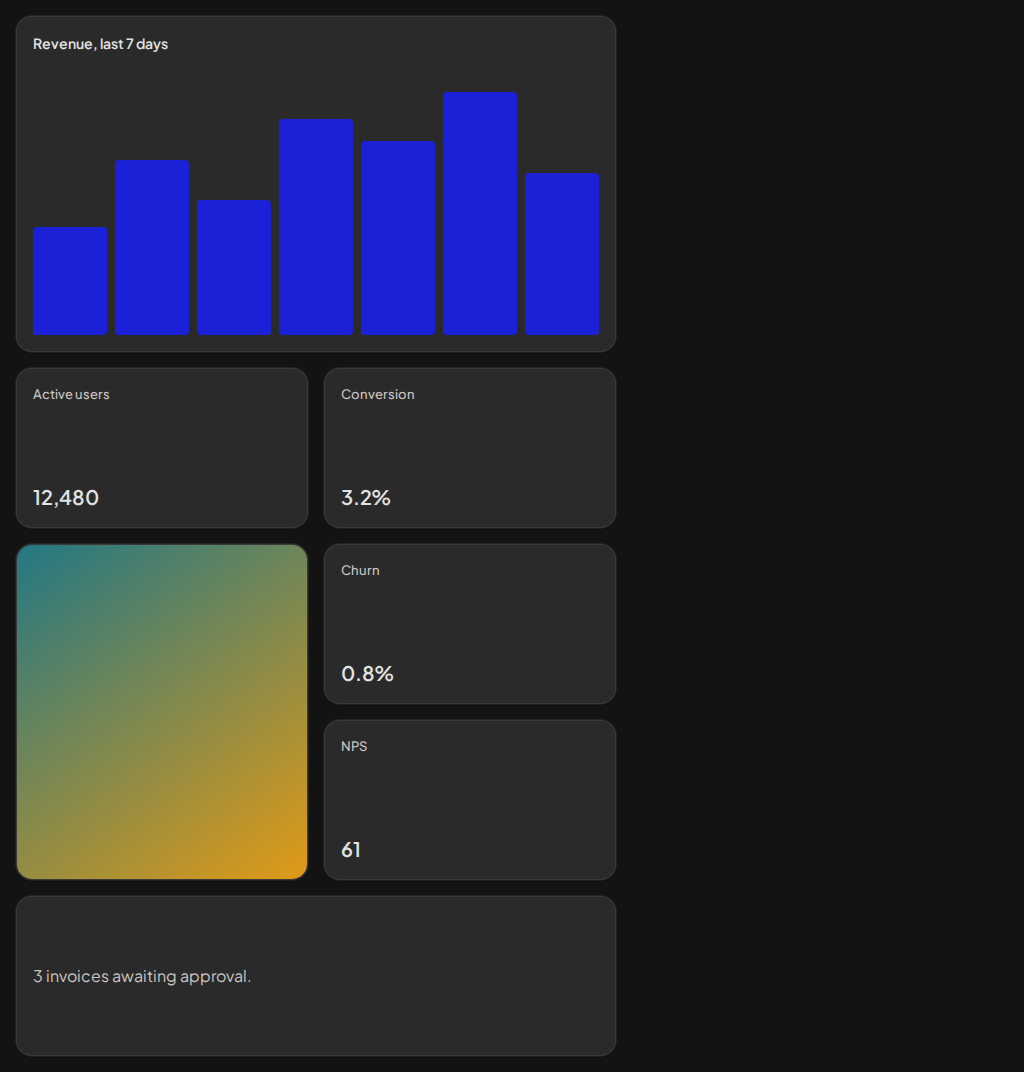 Revenue, last 7 days
Active users
12,480
Conversion
3.2%
Churn
0.8%
NPS
61
3 invoices awaiting approval.